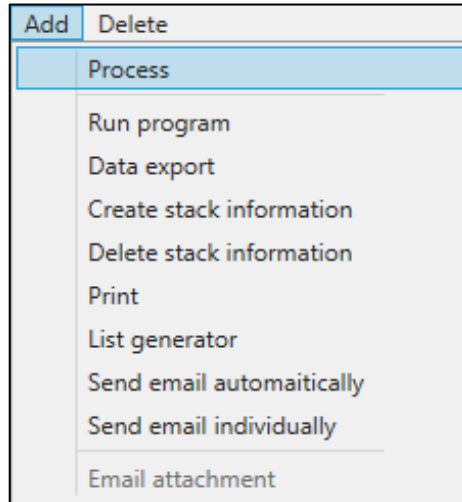 Add Delete
Process
Run program
Data export
Create stack information
Delete stack information
Print
List generator
Send email automaitically
Send email individually
Email attachment